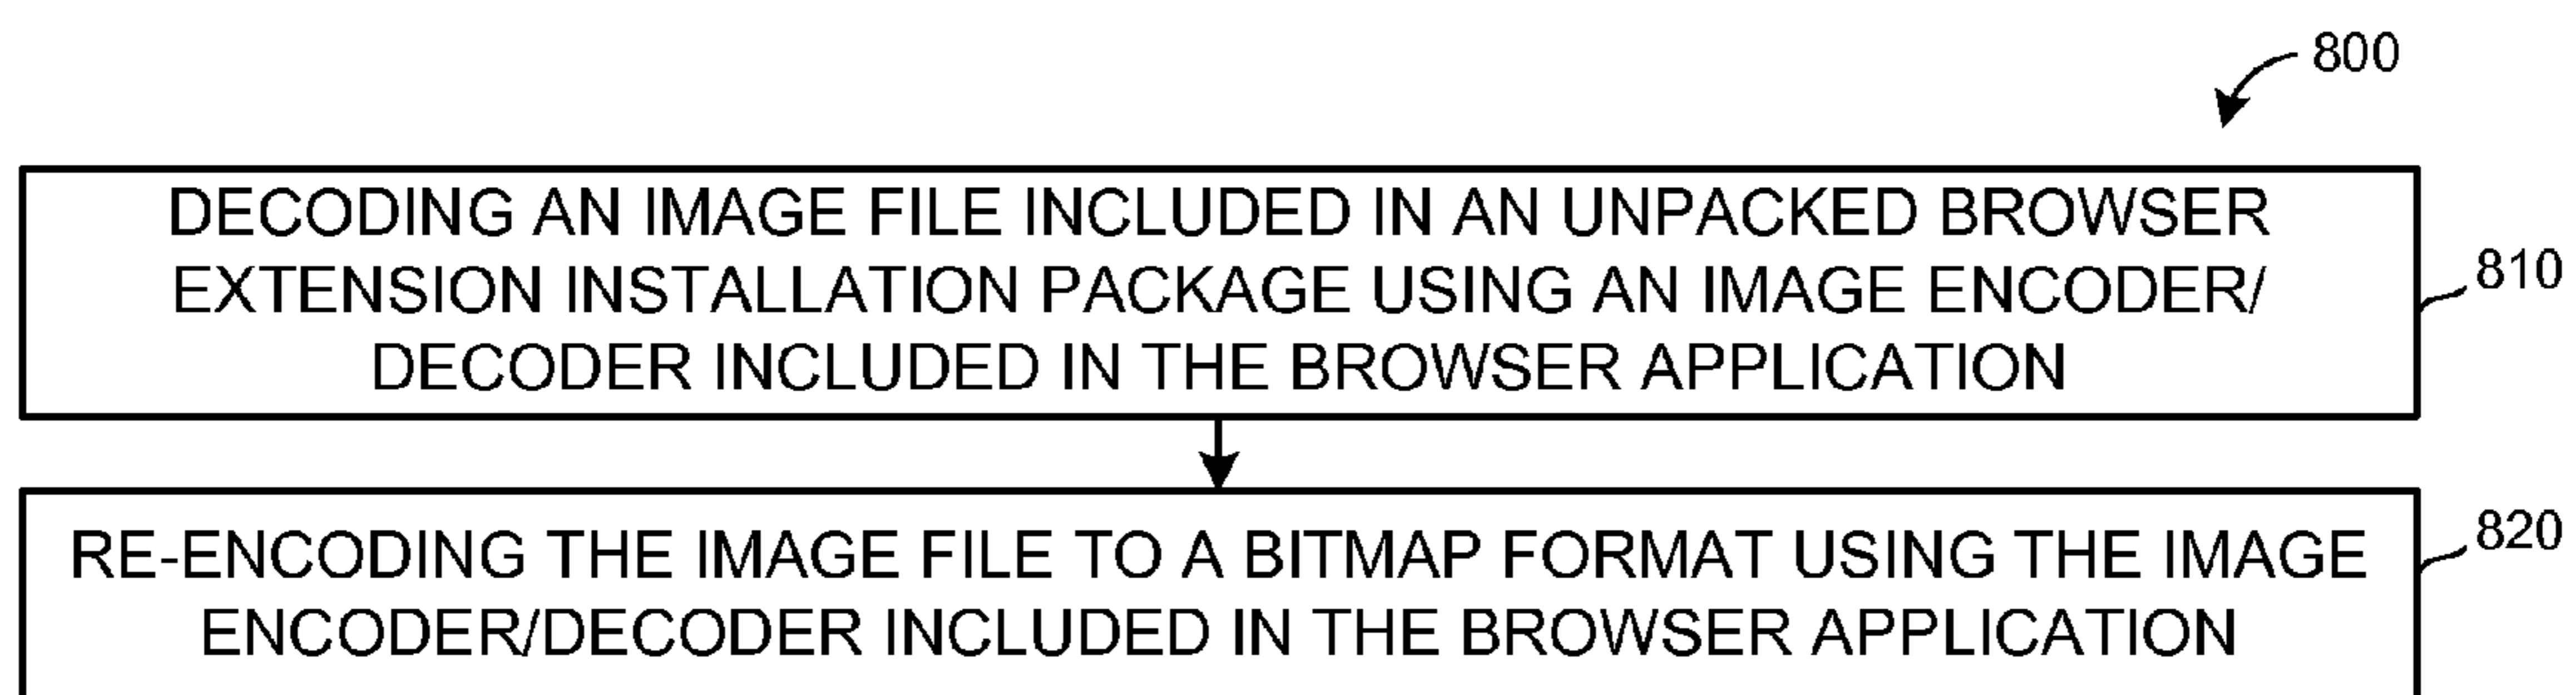 800
DECODING AN IMAGE FILE INCLUDED IN AN UNPACKED BROWSER
EXTENSION INSTALLATION PACKAGE USING AN IMAGE ENCODER/
DECODER INCLUDED IN THE BROWSER APPLICATION
810
RE-ENCODING THE IMAGE FILE TO A BITMAP FORMAT USING THE IMAGE
ENCODER/DECODER INCLUDED IN THE BROWSER APPLICATION
820